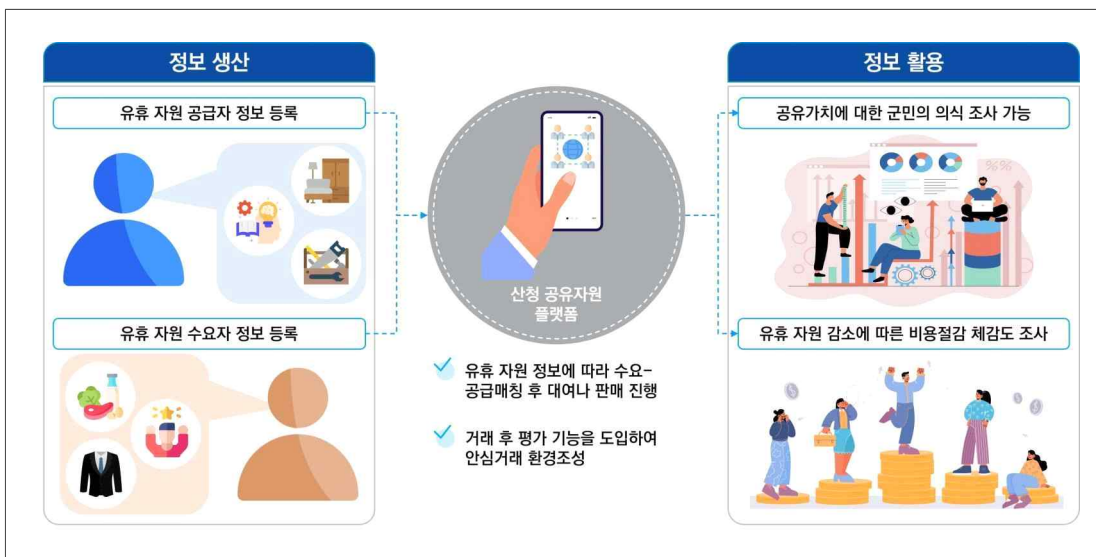 정보 생산
유휴 자원 공급자 정보 등록
유휴 자원 수요자 정보 등록
산청 공유자원
플랫폼
유휴 자원 정보에 따라 수요-
공급매칭 후 대여나 판매 진행
거래 후 평가 기능을 도입하여
안심거래 환경조성
정보 활용
공유가치에 대한 군민의 의식 조사 가능
%%
유휴 자원 감소에 따른 비용절감 체감도 조사